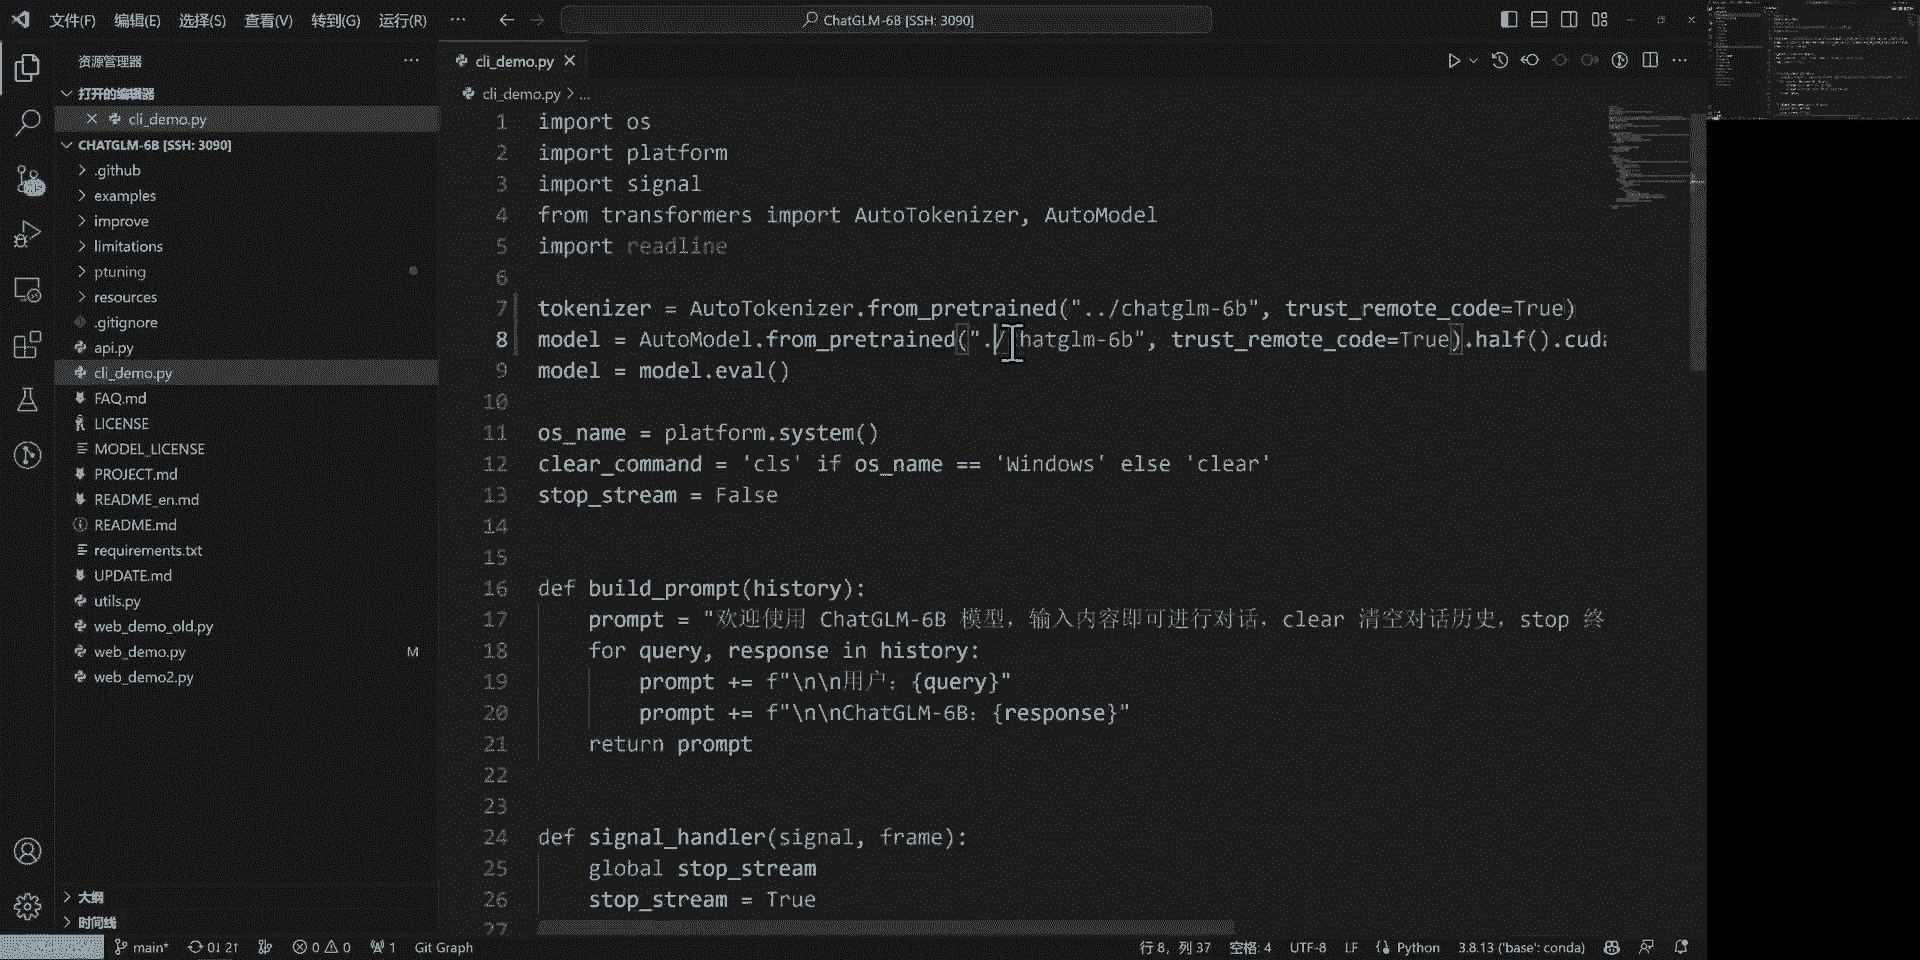 文件(F) 编辑(E) 选择(S) 查看(V) 转到(G) 运行(R) ···
ChatGLM-6B [SSH: 3090]
资源管理器
打开的编辑器
cli_demo.py
CHATGLM-6B [SSH: 3090]
.github
examples
improve
limitations
ptuning
resources
.gitignore
api.py
cli_demo.py
FAQ.md
LICENSE
MODEL_LICENSE
PROJECT.md
README_en.md
README.md
requirements.txt
UPDATE.md
utils.py
web_demo_old.py
web_demo.py M
web_demo2.py
大纲
时间线
cli_demo.py
cli_demo.py > ...
1 import os
2 import platform
3 import signal
4 from transformers import AutoTokenizer, AutoModel
5 import readline
6
7 tokenizer = AutoTokenizer.from_pretrained("../chatglm-6b", trust_remote_code=True)
8 model = AutoModel.from_pretrained("./chatglm-6b", trust_remote_code=True).half().cuda
9 model = model.eval()
10
11 os_name = platform.system()
12 clear_command = 'cls' if os_name == 'Windows' else 'clear'
13 stop_stream = False
14
15
16 def build_prompt(history):
17 prompt = "欢迎使用 ChatGLM-6B 模型，输入内容即可进行对话，clear 清空对话历史，stop 终
18 for query, response in history:
19 prompt += f"\n\n用户：{query}"
20 prompt += f"\n\nChatGLM-6B：{response}"
21 return prompt
22
23
24 def signal_handler(signal, frame):
25 global stop_stream
26 stop_stream = True
27
main* 0↓ 2↑ 0 0 1 Git Graph
行 8，列 37 空格: 4 UTF-8 LF Python 3.8.13 ('base': conda)